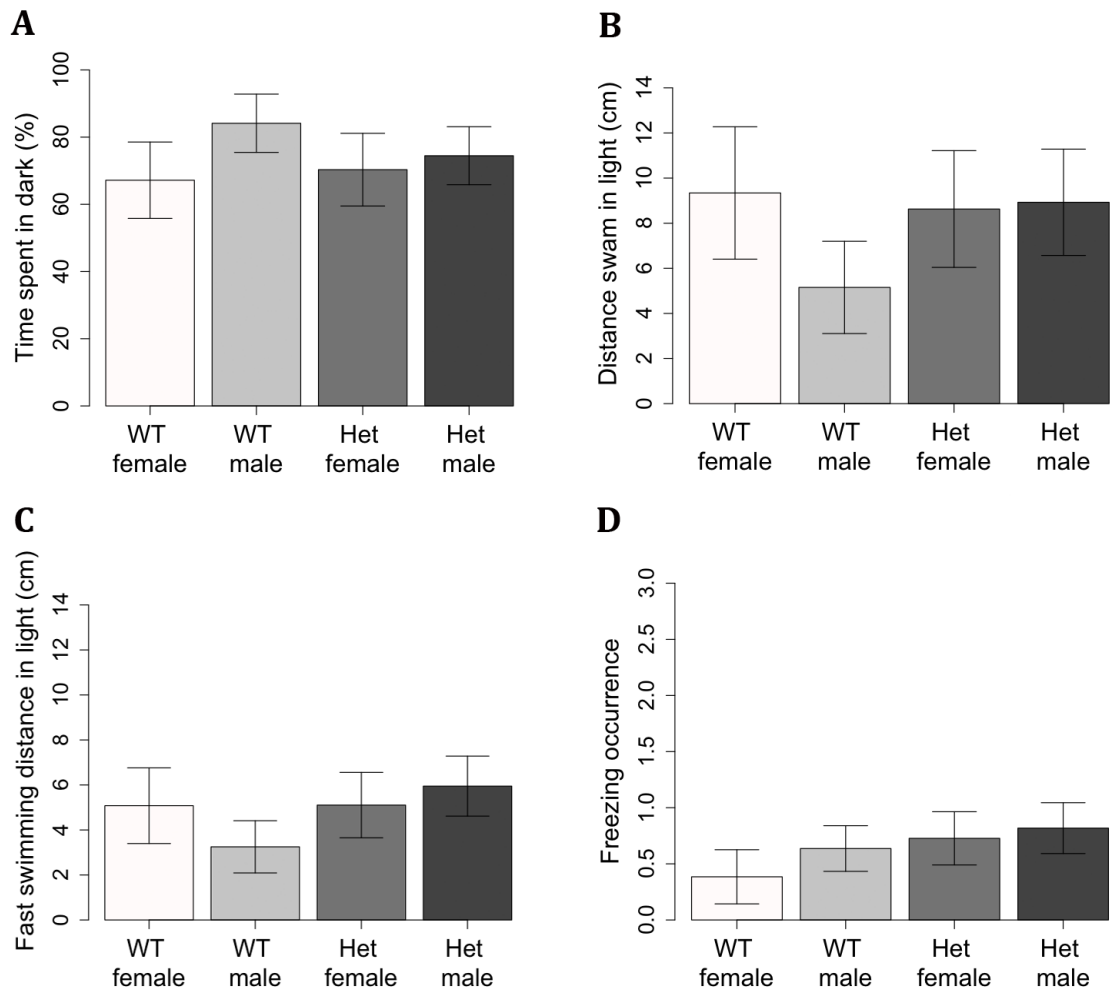 A
Time spent in dark (%)
100
80
60
40
20
0
WT female
WT male
Het female
Het male
B
Distance swam in light (cm)
14
12
10
8
6
4
2
0
WT female
WT male
Het female
Het male
C
Fast swimming distance in light (cm)
14
12
10
8
6
4
2
0
WT female
WT male
Het female
Het male
D
Freezing occurrence
3.0
2.5
2.0
1.5
1.0
0.5
0.0
WT female
WT male
Het female
Het male